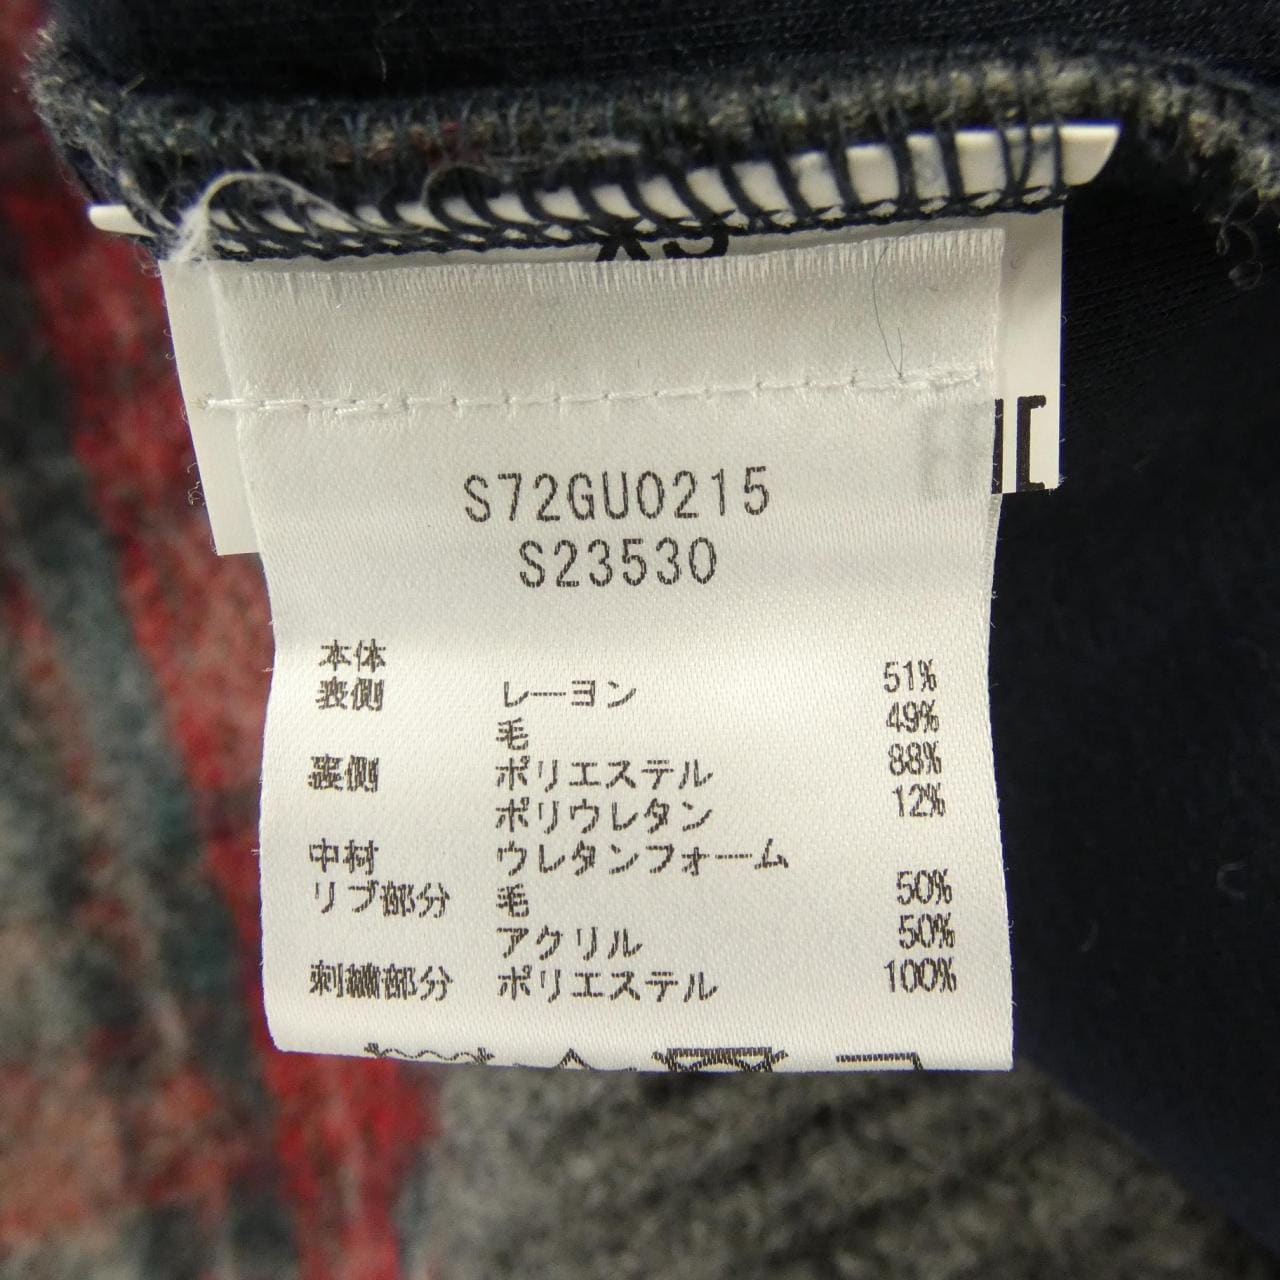 XS
S72GU0215
S23530
本体
表側 レーヨン 51%
毛 49%
裏側 ポリエステル 88%
ポリウレタン 12%
中材 ウレタンフォーム
リブ部分 毛 50%
アクリル 50%
刺繍部分 ポリエステル 100%